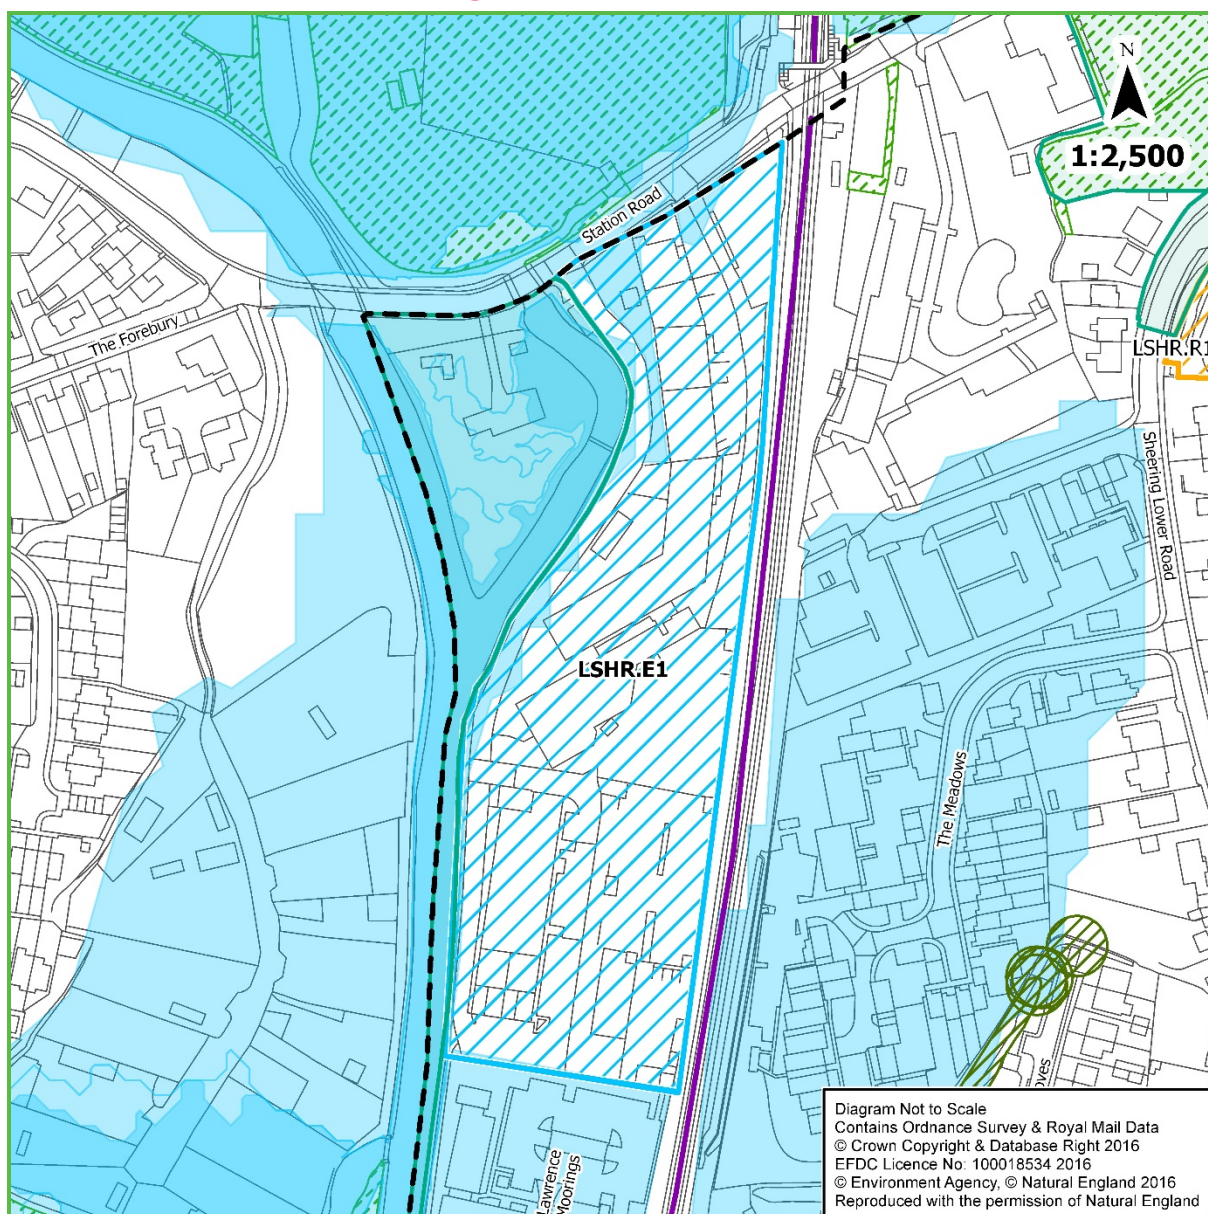 N
1:2,500
Station Road
The Forebury
LSHR.R1
Sheering Lower Road
LSHR.E1
The Meadows
oves
Lawrence
Moorings
Diagram Not to Scale
Contains Ordnance Survey & Royal Mail Data
© Crown Copyright & Database Right 2016
EFDC Licence No: 100018534 2016
© Environment Agency, © Natural England 2016
Reproduced with the permission of Natural England